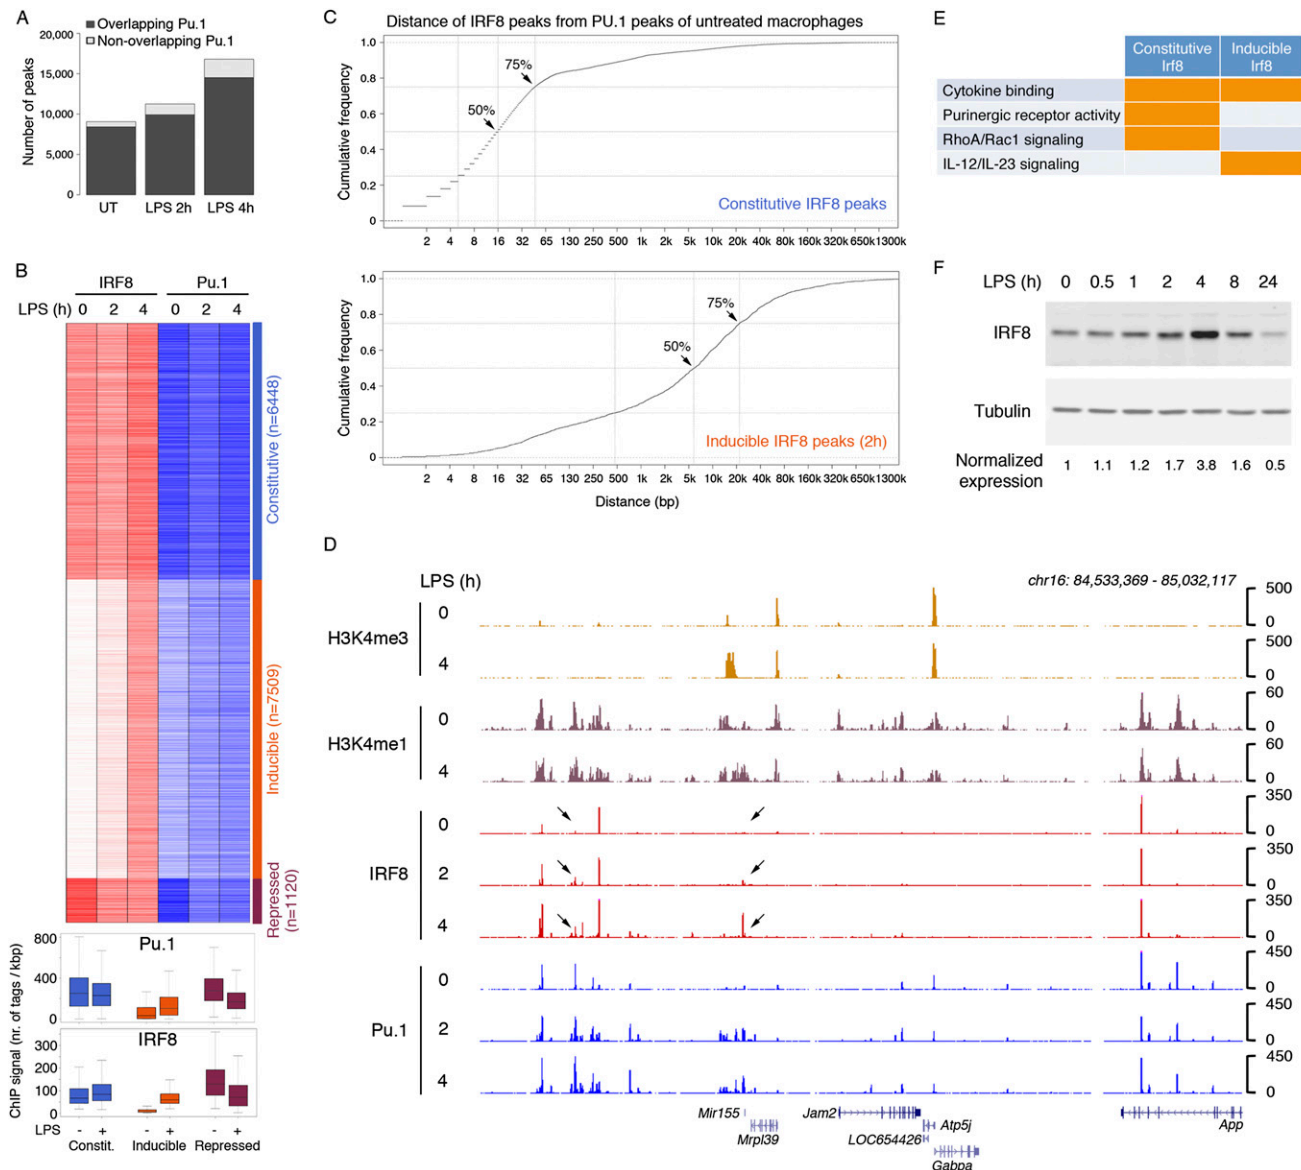 A
Overlapping Pu.1
Non-overlapping Pu.1
20,000
15,000
10,000
5,000
0
Number of peaks
UT
LPS 2h
LPS 4h
B
IRF8
Pu.1
LPS (h)
0 2 4 0 2 4
Constitutive (n=6448)
Inducible (n=7509)
Repressed
(n=1120)
Pu.1
800
400
0
IRF8
300
200
100
0
ChIP signal (nr. of tags / kbp)
LPS - + - + - +
Constit. Inducible Repressed
C
Distance of IRF8 peaks from PU.1 peaks of untreated macrophages
1.0
0.8
0.6
0.4
0.2
0
Cumulative frequency
75%
50%
Constitutive IRF8 peaks
2 4 8 16 32 65 130 250 500 1k 2k 5k 10k 20k 40k 80k 160k 320k 650k 1300k
1.0
0.8
0.6
0.4
0.2
0
Cumulative frequency
75%
50%
Inducible IRF8 peaks (2h)
2 4 8 16 32 65 130 250 500 1k 2k 5k 10k 20k 40k 80k 160k 320k 650k 1300k
Distance (bp)
D
LPS (h)
chr16: 84,533,369 - 85,032,117
H3K4me3
0
500
0
4
500
0
H3K4me1
0
60
0
4
60
0
IRF8
0
350
0
2
350
0
4
350
0
Pu.1
0
450
0
2
450
0
4
450
0
Mir155
Mrpl39
Jam2
LOC654426
Atp5j
Gabpa
App
E
Constitutive
Irf8
Inducible
Irf8
Cytokine binding
Purinergic receptor activity
RhoA/Rac1 signaling
IL-12/IL-23 signaling
F
LPS (h) 0 0.5 1 2 4 8 24
IRF8
Tubulin
Normalized
expression
1 1.1 1.2 1.7 3.8 1.6 0.5